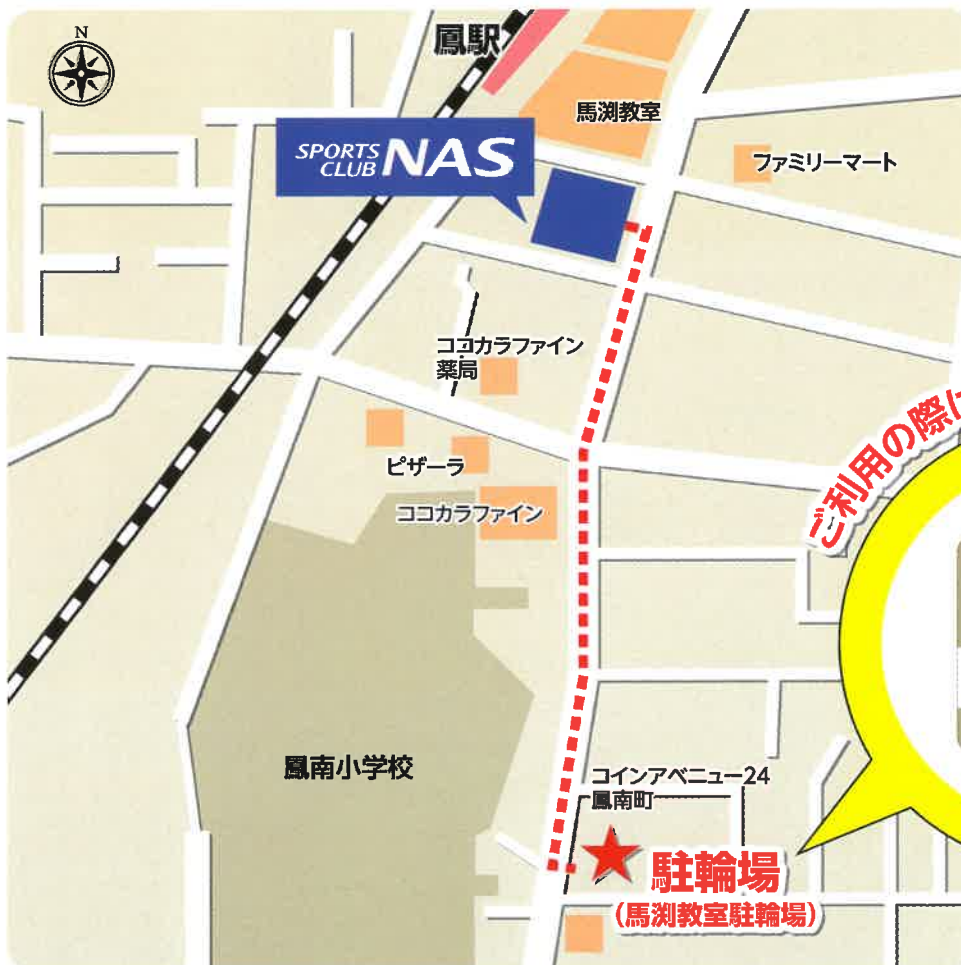 N
鳳駅
馬渕教室
SPORTS
CLUB NAS
ファミリーマート
ココカラファイン
薬局
ピザーラ
ココカラファイン
ご利用の際は
鳳南小学校
コインアベニュー24
鳳南町
駐輪場
(馬渕教室駐輪場)